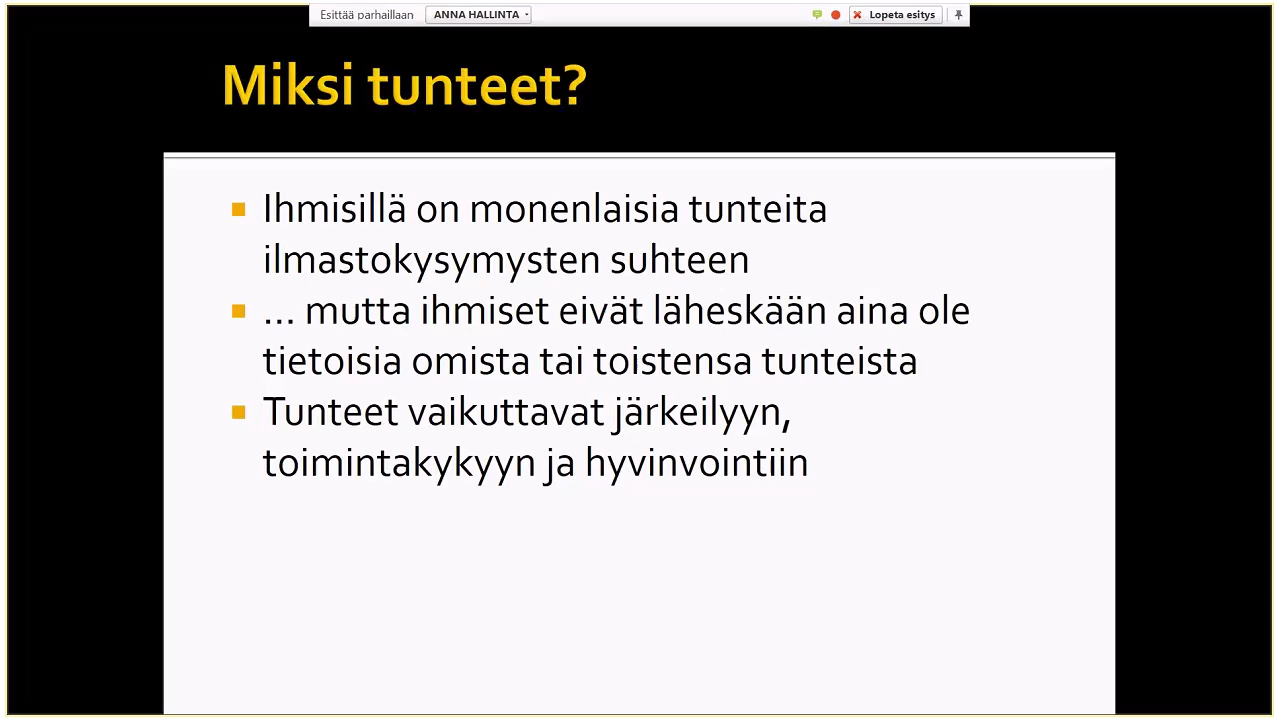 Esittää parhaillaan ANNA HALLINTA Lopeta esitys
Miksi tunteet?
Ihmisillä on monenlaisia tunteita
ilmastokysymysten suhteen
... mutta ihmiset eivät läheskään aina ole
tietoisia omista tai toistensa tunteista
Tunteet vaikuttavat järkeilyyn,
toimintakykyyn ja hyvinvointiin